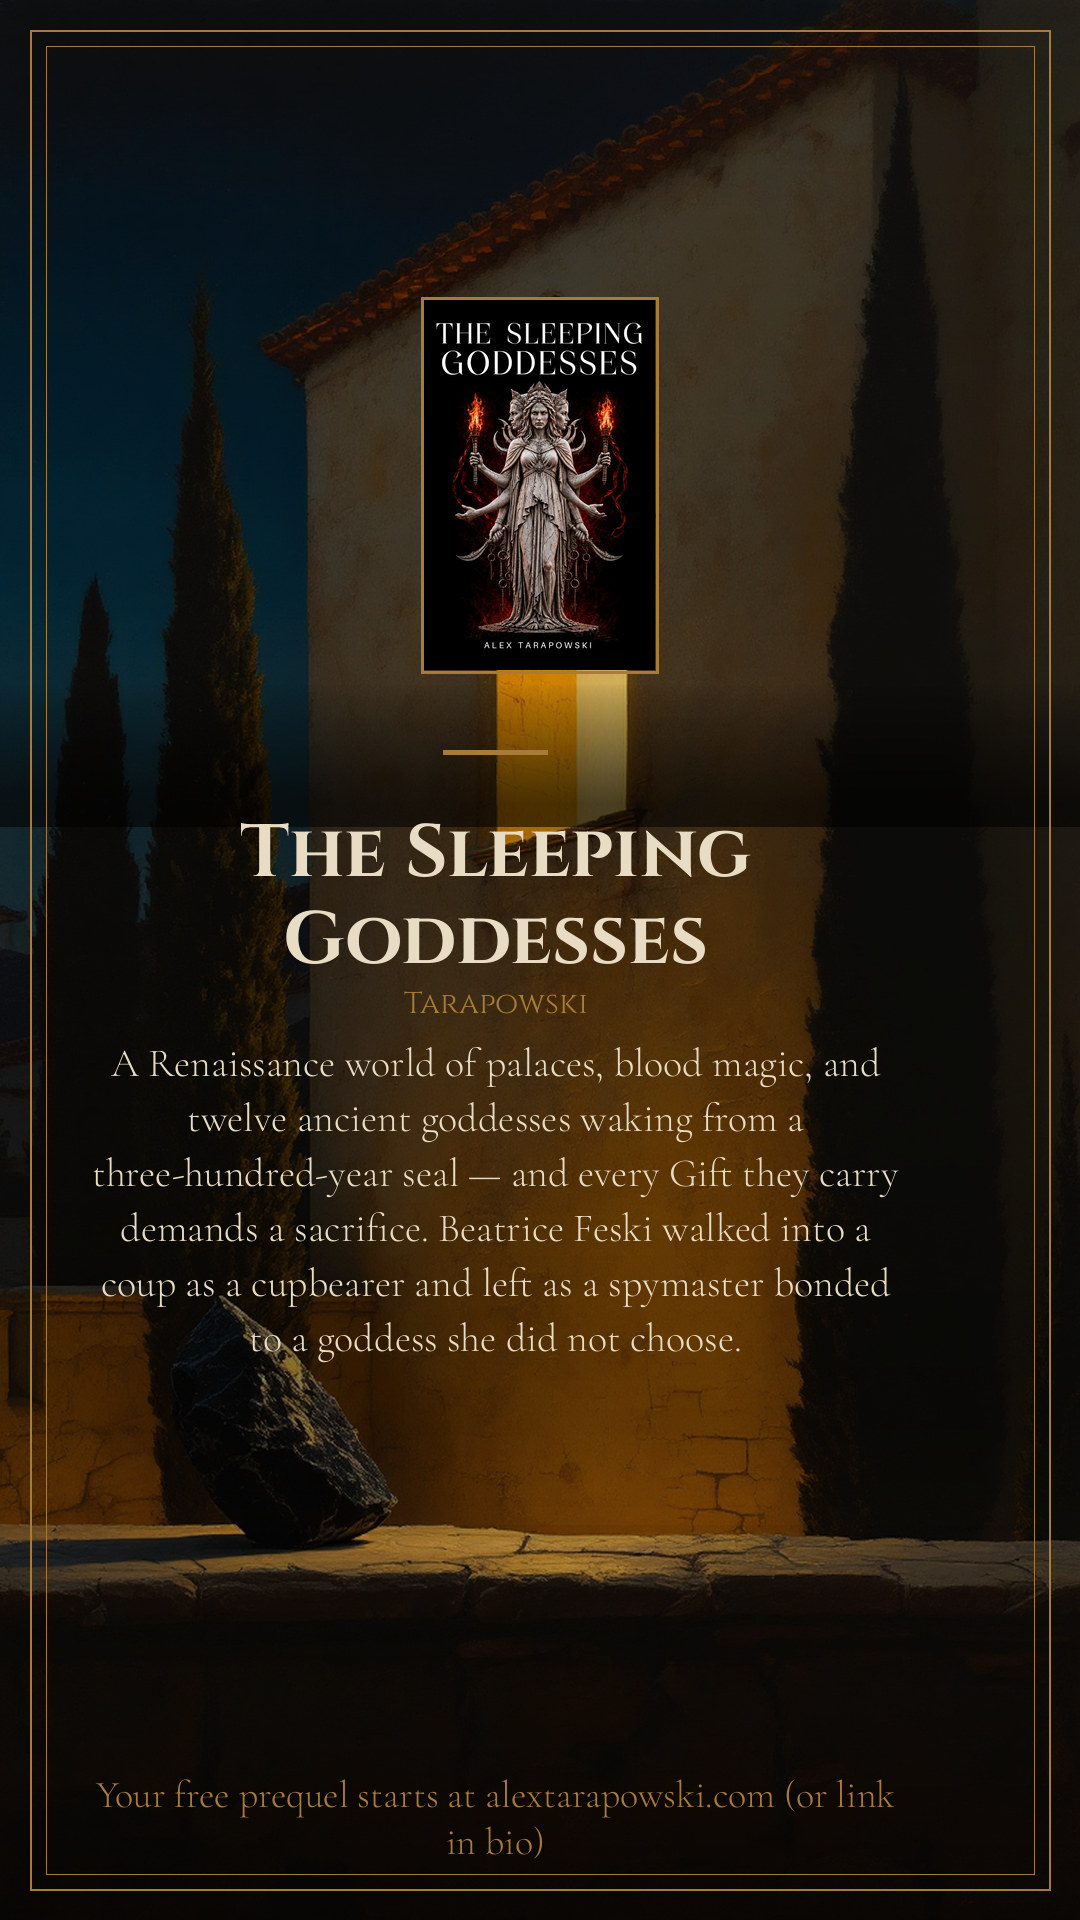 THE SLEEPING
GODDESSES
ALEX TARAPOWSKI
The Sleeping
Goddesses
Tarapowski
A Renaissance world of palaces, blood magic, and
twelve ancient goddesses waking from a
three-hundred-year seal — and every Gift they carry
demands a sacrifice. Beatrice Feski walked into a
coup as a cupbearer and left as a spymaster bonded
to a goddess she did not choose.
Your free prequel starts at alextarapowski.com (or link
in bio)